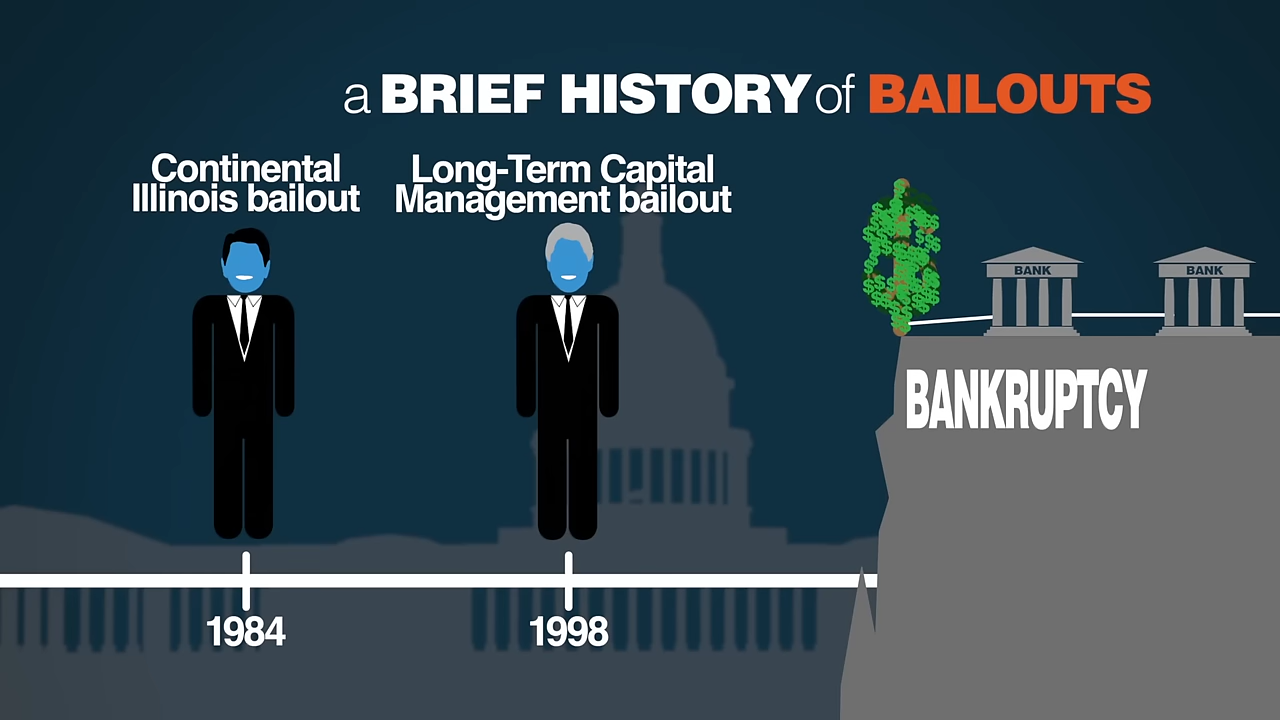 a BRIEF HISTORY of BAILOUTS
Continental
Illinois bailout
Long-Term Capital
Management bailout
BANK
BANK
BANKRUPTCY
1984
1998